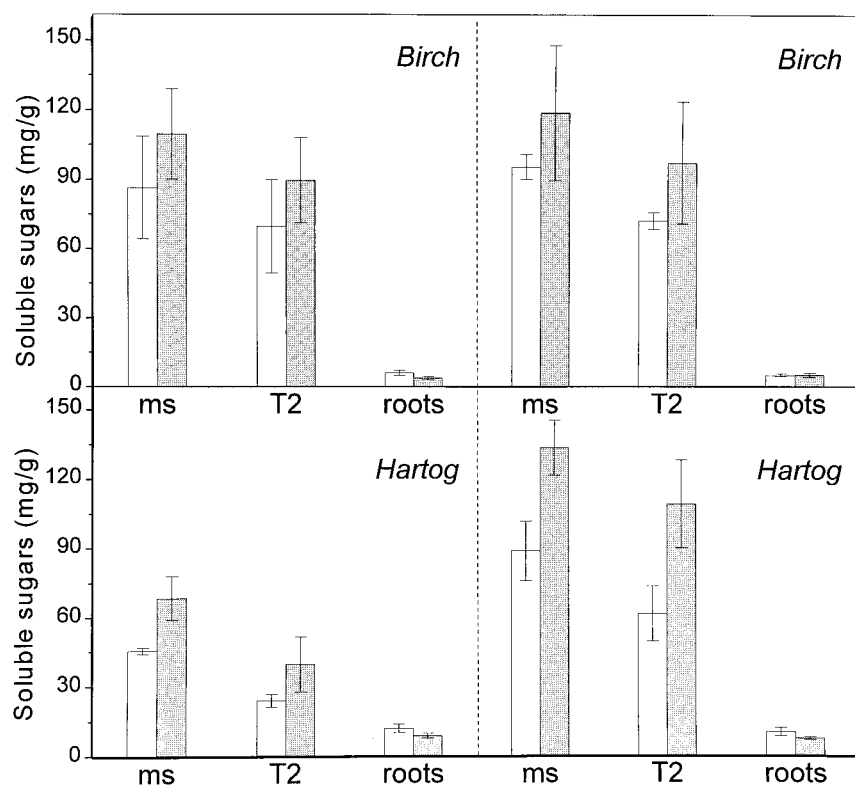 Soluble sugars (mg/g)
150
120
90
60
30
0
Birch
Birch
ms T2 roots ms T2 roots
Soluble sugars (mg/g)
150
120
90
60
30
0
Hartog
Hartog
ms T2 roots ms T2 roots